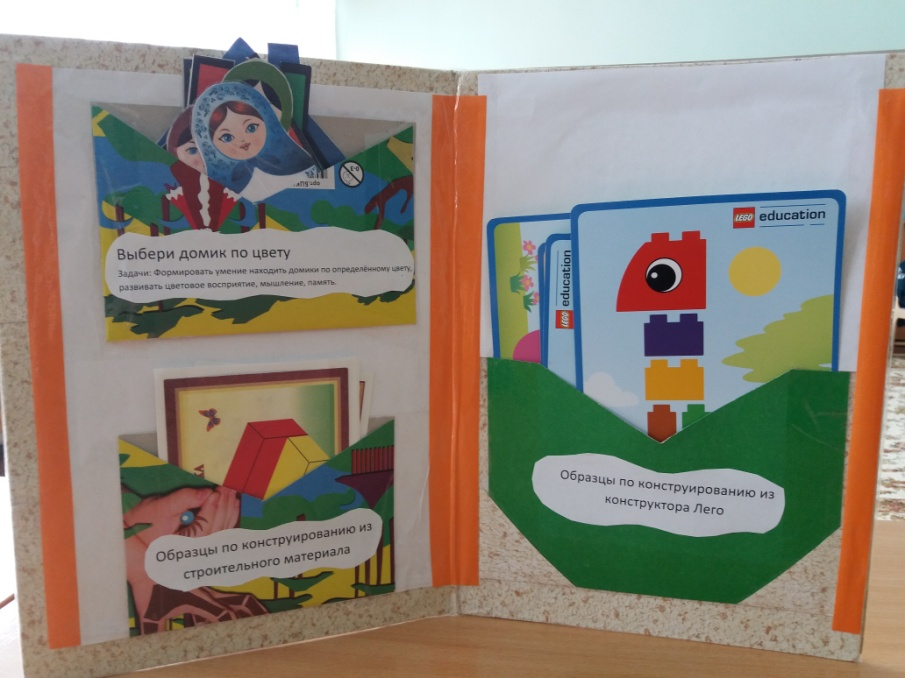 Выбери домик по цвету
Задачи: Формировать умение находить домики по определённому цвету,
развивать цветовое восприятие, мышление, память.
Образцы по конструированию из
строительного материала
LEGO education
LEGO education
Образцы по конструированию из
конструктора Лего